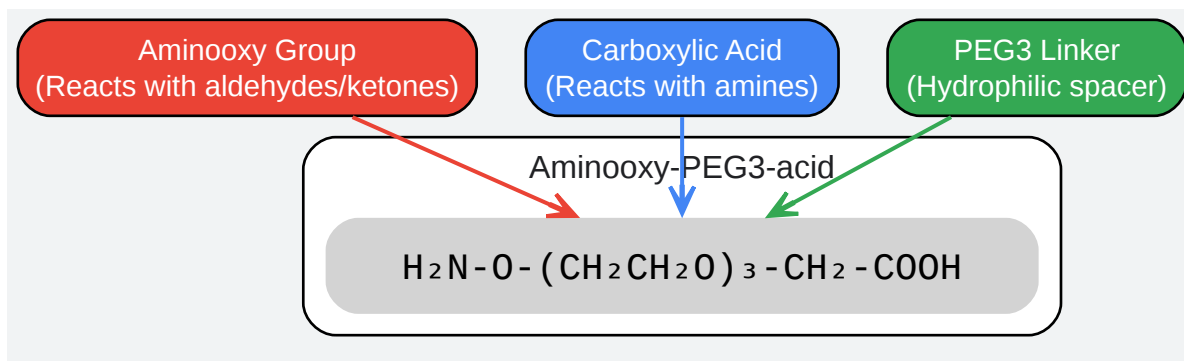 Aminooxy Group
(Reacts with aldehydes/ketones)
Carboxylic Acid
(Reacts with amines)
PEG3 Linker
(Hydrophilic spacer)
Aminooxy-PEG3-acid
H₂N-O-(CH₂CH₂O)₃-CH₂-COOH